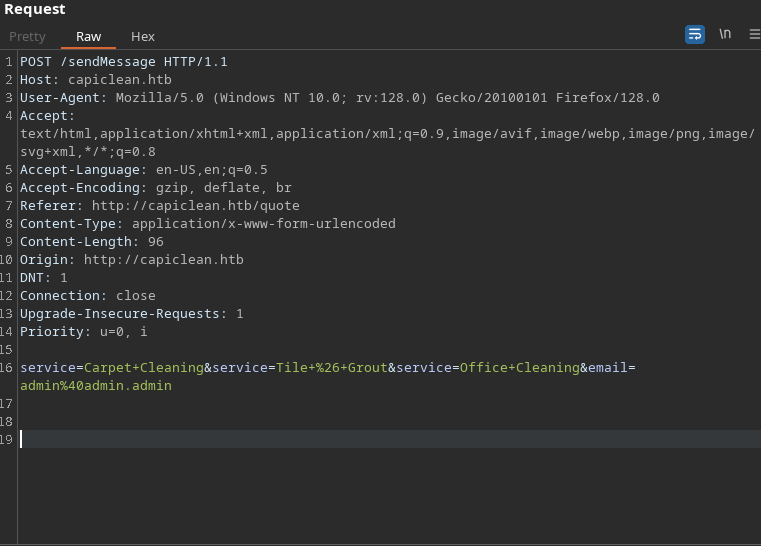 Request
Pretty Raw Hex
\n
1 POST /sendMessage HTTP/1.1
2 Host: capiclean.htb
3 User-Agent: Mozilla/5.0 (Windows NT 10.0; rv:128.0) Gecko/20100101 Firefox/128.0
4 Accept:
text/html,application/xhtml+xml,application/xml;q=0.9,image/avif,image/webp,image/png,image/
svg+xml,*/*;q=0.8
5 Accept-Language: en-US,en;q=0.5
6 Accept-Encoding: gzip, deflate, br
7 Referer: http://capiclean.htb/quote
8 Content-Type: application/x-www-form-urlencoded
9 Content-Length: 96
10 Origin: http://capiclean.htb
11 DNT: 1
12 Connection: close
13 Upgrade-Insecure-Requests: 1
14 Priority: u=0, i
15
16 service=Carpet+Cleaning&service=Tile+%26+Grout&service=Office+Cleaning&email=
admin%40admin.admin
17
18
19